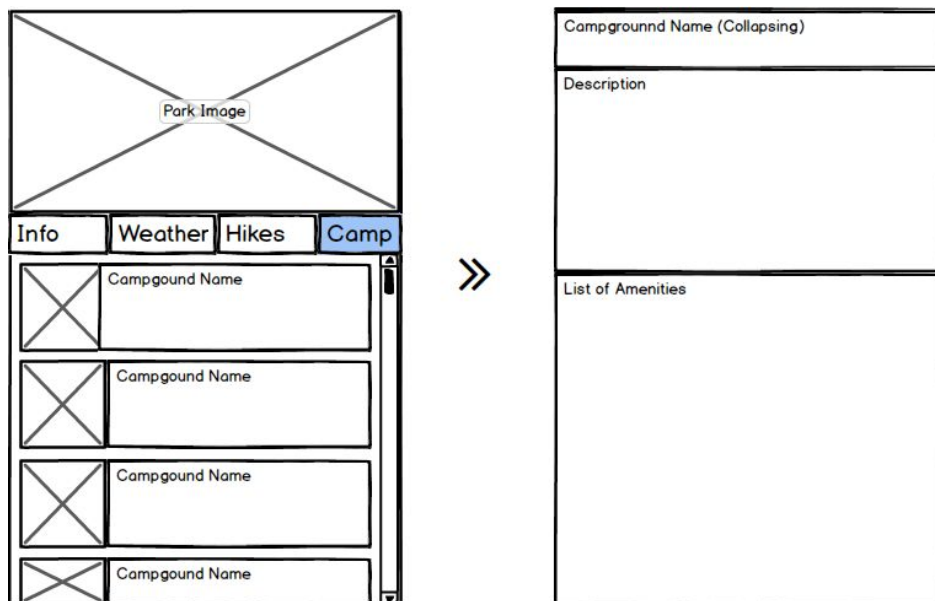 Park Image
Info Weather Hikes Camp
Campgound Name
Campgound Name
Campgound Name
Campgound Name
Campgrounnd Name (Collapsing)
Description
List of Amenities